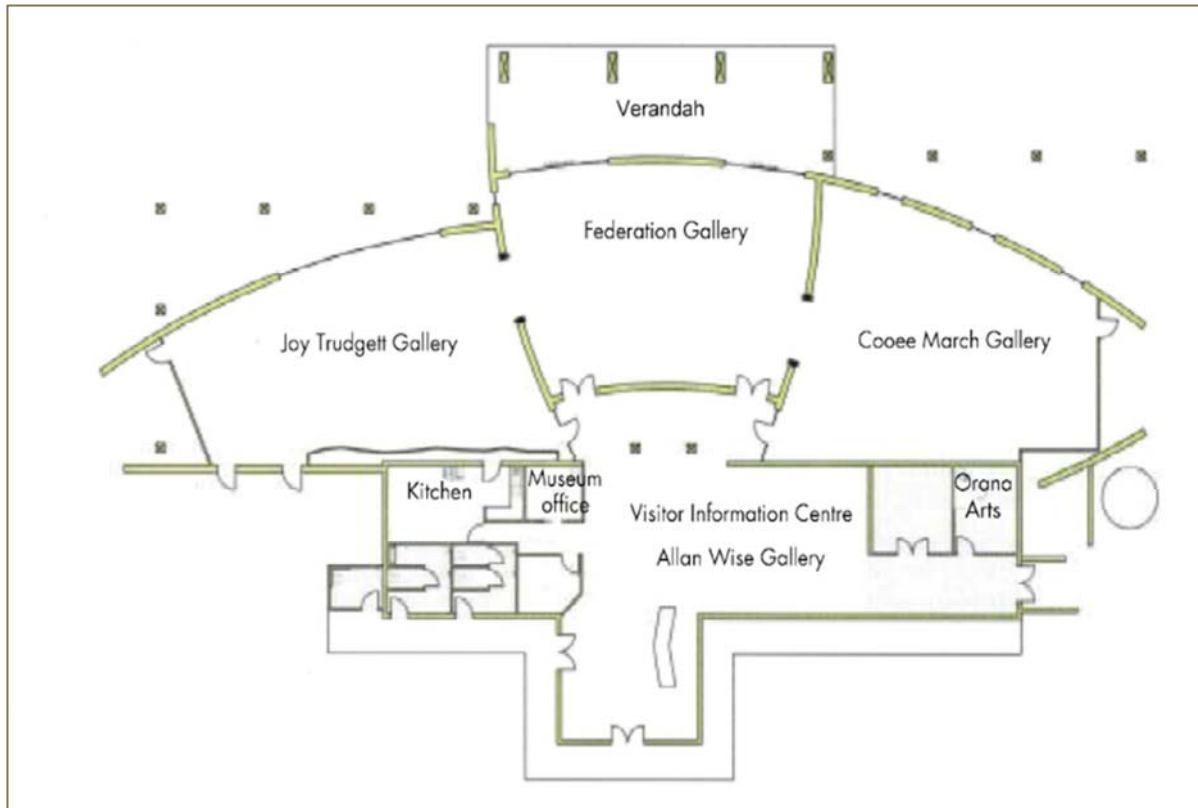 Verandah
Federation Gallery
Joy Trudgett Gallery
Cooee March Gallery
Kitchen
Museum
office
Visitor Information Centre
Allan Wise Gallery
Orana
Arts